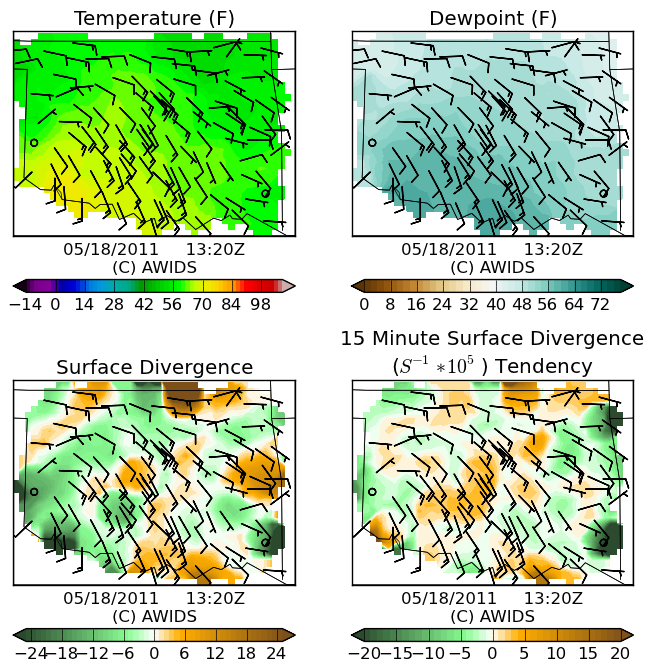 Temperature (F)
05/18/2011 13:20Z
(C) AWIDS
−14 0 14 28 42 56 70 84 98
Dewpoint (F)
05/18/2011 13:20Z
(C) AWIDS
0 8 16 24 32 40 48 56 64 72
Surface Divergence
05/18/2011 13:20Z
(C) AWIDS
−24 −18 −12 −6 0 6 12 18 24
15 Minute Surface Divergence
(S⁻¹ *10⁵ ) Tendency
05/18/2011 13:20Z
(C) AWIDS
−20 −15 −10 −5 0 5 10 15 20